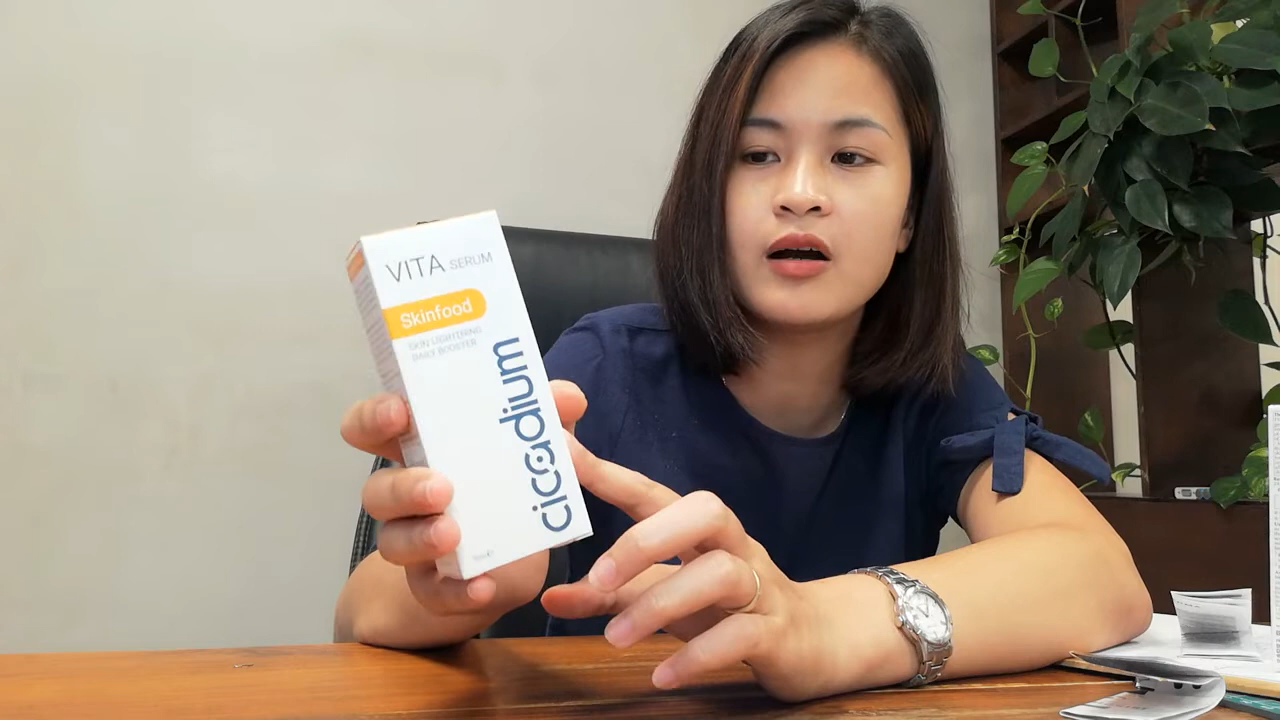 VITA SERUM
Skinfood
SKIN LIGHTENING
DAILY BOOSTER
cicadium